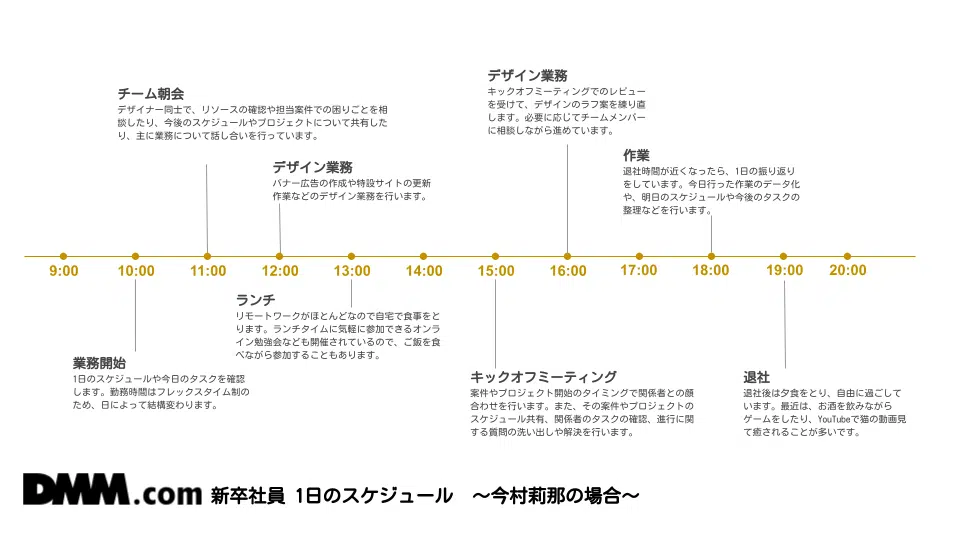 チーム朝会
デザイナー同士で、リソースの確認や担当案件での困りごとを相
談したり、今後のスケジュールやプロジェクトについて共有した
り、主に業務について話し合いを行っています。
デザイン業務
バナー広告の作成や特設サイトの更新
作業などのデザイン業務を行います。
デザイン業務
キックオフミーティングでのレビュー
を受けて、デザインのラフ案を練り直
します。必要に応じてチームメンバー
に相談しながら進めています。
作業
退社時間が近くなったら、1日の振り返り
をしています。今日行った作業のデータ化
や、明日のスケジュールや今後のタスクの
整理などを行います。
9:00 10:00 11:00 12:00 13:00 14:00 15:00 16:00 17:00 18:00 19:00 20:00
業務開始
1日のスケジュールや今日のタスクを確認
します。勤務時間はフレックスタイム制の
ため、日によって結構変わります。
ランチ
リモートワークがほとんどなので自宅で食事をと
ります。ランチタイムに気軽に参加できるオンラ
イン勉強会なども開催されているので、ご飯を食
べながら参加することもあります。
キックオフミーティング
案件やプロジェクト開始のタイミングで関係者との顔
合わせを行います。また、その案件やプロジェクトの
スケジュール共有、関係者のタスクの確認、進行に関
する質問の洗い出しや解決を行います。
退社
退社後は夕食をとり、自由に過ごして
います。最近は、お酒を飲みながら
ゲームをしたり、YouTubeで猫の動画見
て癒されることが多いです。
DMM.com 新卒社員 1日のスケジュール ～今村莉那の場合～